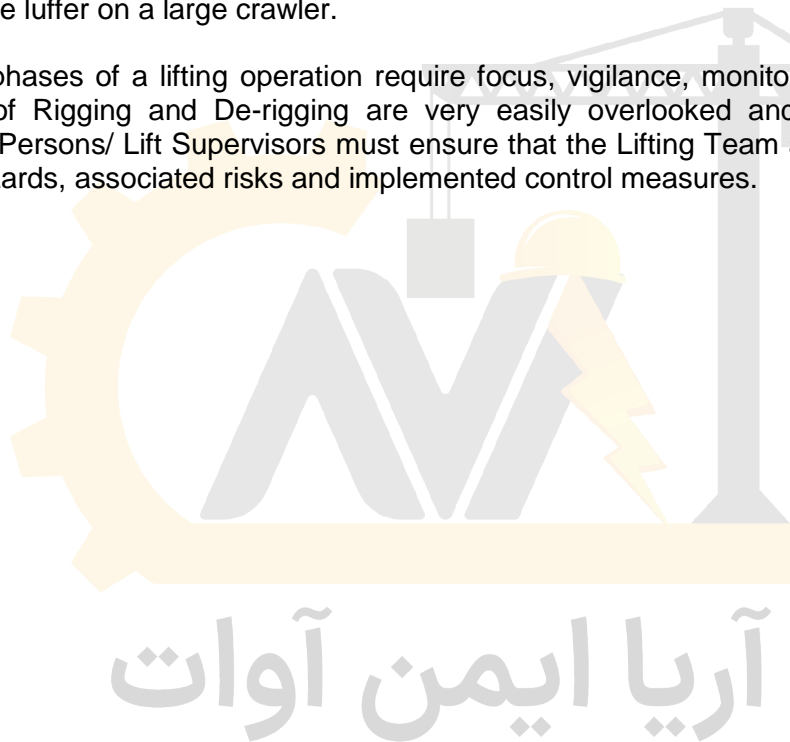 e luffer on a large crawler.
phases of a lifting operation require focus, vigilance, monito
of Rigging and De-rigging are very easily overlooked and
Persons/ Lift Supervisors must ensure that the Lifting Team
ards, associated risks and implemented control measures.
آریا ایمن آوات